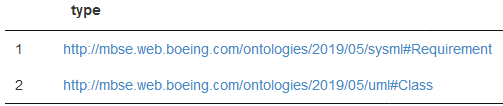 type
1 http://mbse.web.boeing.com/ontologies/2019/05/sysml#Requirement
2 http://mbse.web.boeing.com/ontologies/2019/05/uml#Class